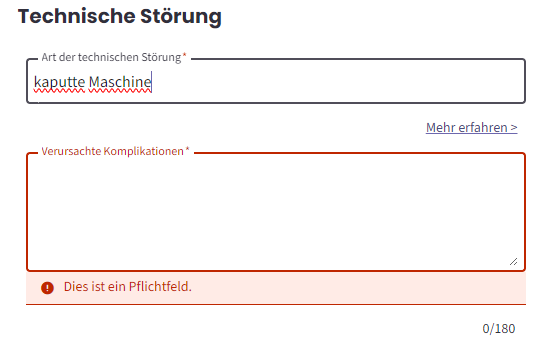 Technische Störung
Art der technischen Störung*
kaputte Maschine
Mehr erfahren >
Verursachte Komplikationen*
Dies ist ein Pflichtfeld.
0/180